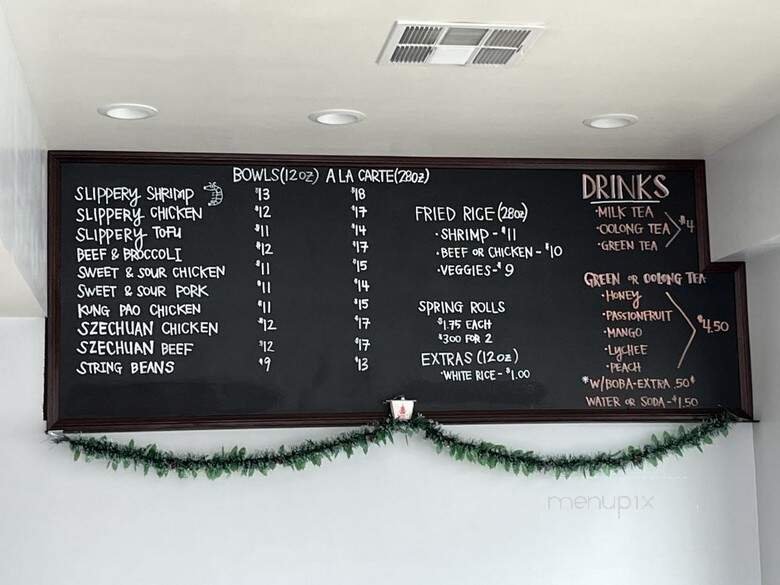 BOWLS(12oz) A LA CARTE(28oz)
SLIPPERY SHRIMP $13 $18
SLIPPERY CHICKEN $12 $17
SLIPPERY TOFU $11 $14
BEEF & BROCCOLI $12 $17
SWEET & SOUR CHICKEN $11 $15
SWEET & SOUR PORK $11 $14
KUNG PAO CHICKEN $11 $15
SZECHUAN CHICKEN $12 $17
SZECHUAN BEEF $12 $17
STRING BEANS $9 $13
FRIED RICE (28oz)
·SHRIMP - $11
·BEEF OR CHICKEN - $10
·VEGGIES - $9
SPRING ROLLS
$1.75 EACH
$3.00 FOR 2
EXTRAS (12oz)
·WHITE RICE - $1.00
DRINKS
·MILK TEA
·OOLONG TEA $4
·GREEN TEA
GREEN OR OOLONG TEA
·HONEY
·PASSIONFRUIT
·MANGO $4.50
·LYCHEE
·PEACH
*W/BOBA-EXTRA .50*
WATER OR SODA - $1.50
menupix